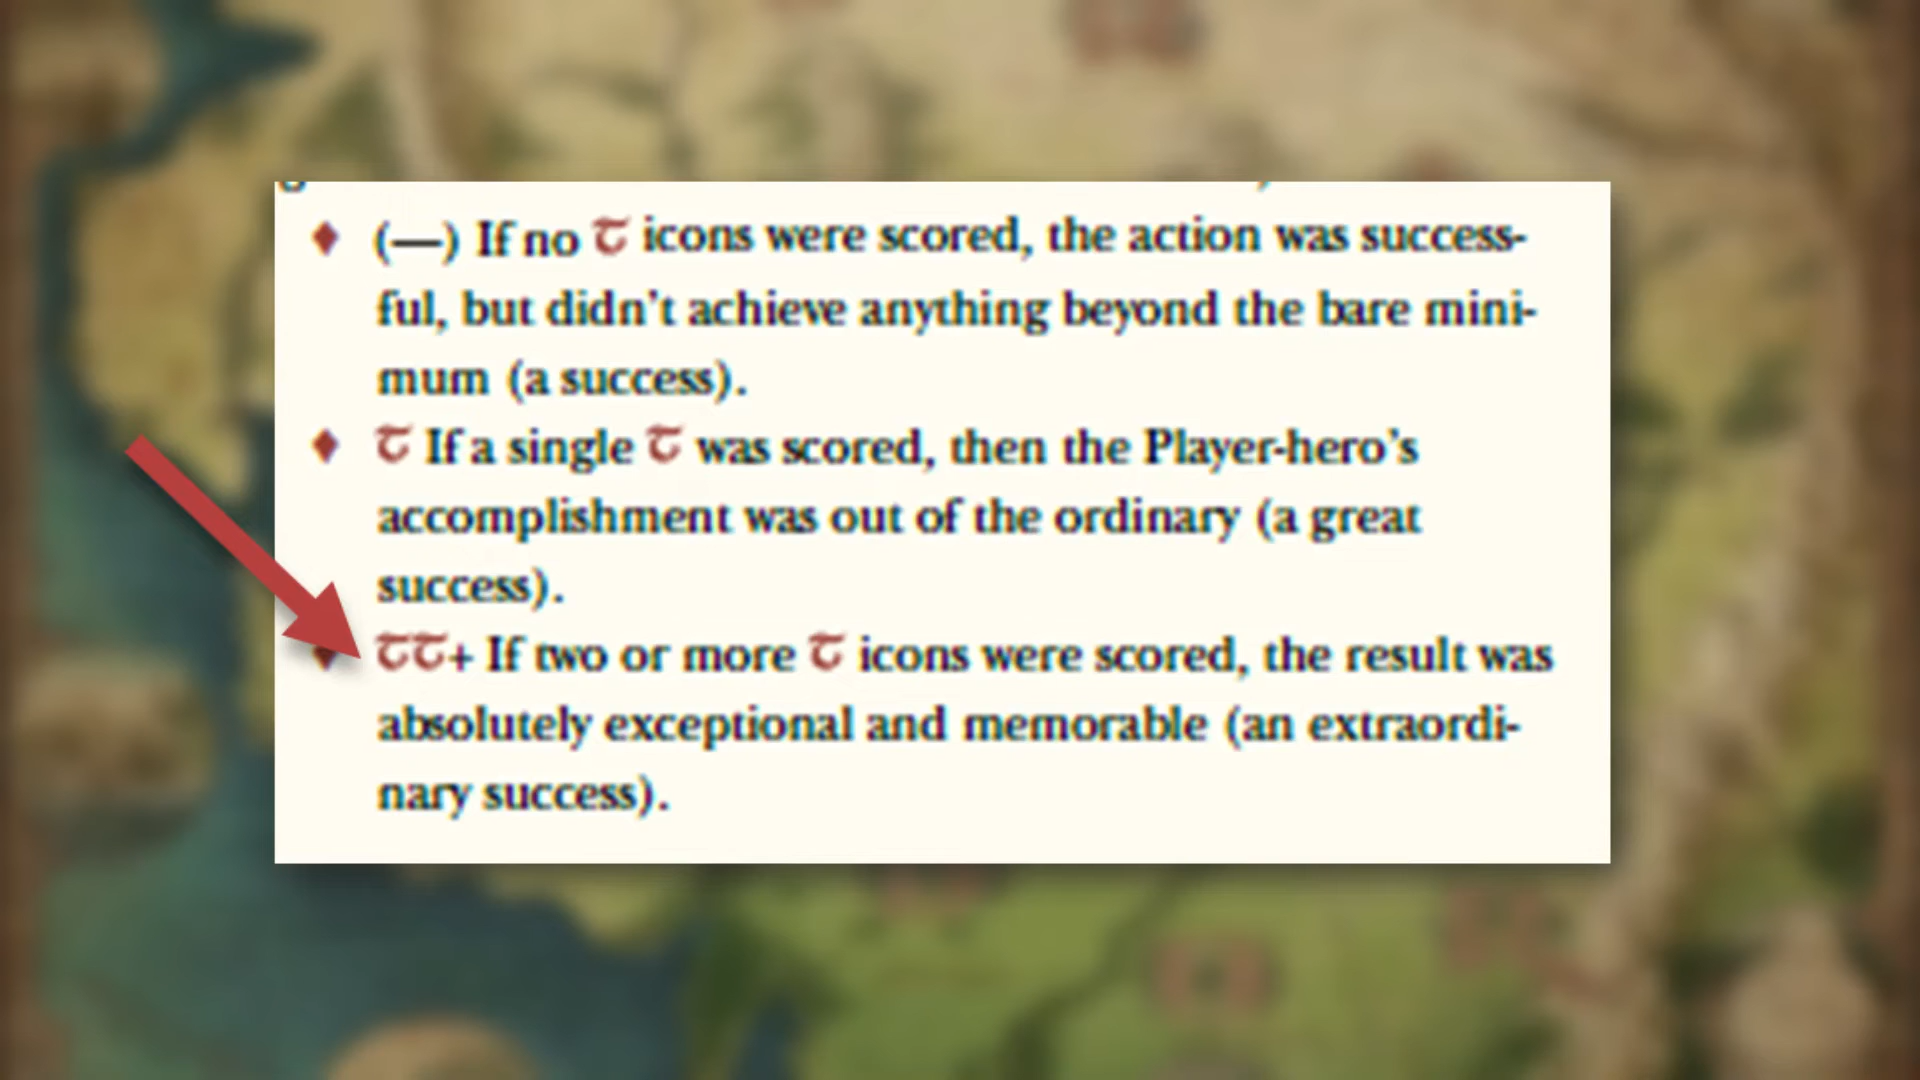 ♦ (—) If no ᘔ icons were scored, the action was success-
ful, but didn't achieve anything beyond the bare mini-
mum (a success).
♦ If a single was scored, then the Player-hero's
accomplishment was out of the ordinary (a great
success).
♦ + If two or more icons were scored, the result was
absolutely exceptional and memorable (an extraordi-
nary success).